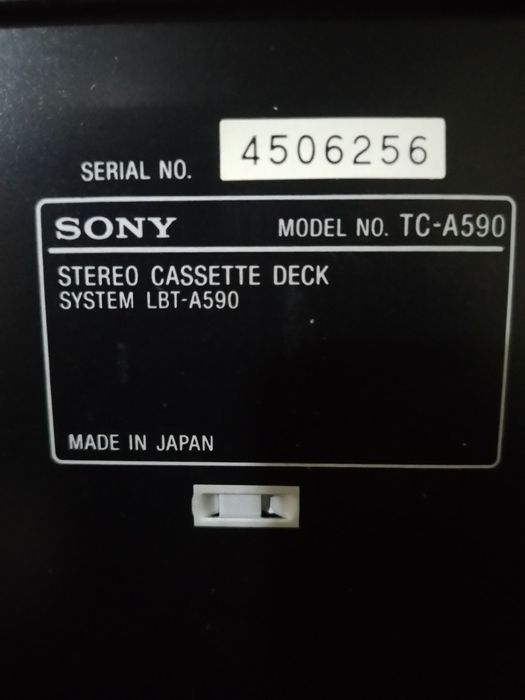 SERIAL NO. 4506256
SONY MODEL NO. TC-A590
STEREO CASSETTE DECK
SYSTEM LBT-A590
MADE IN JAPAN